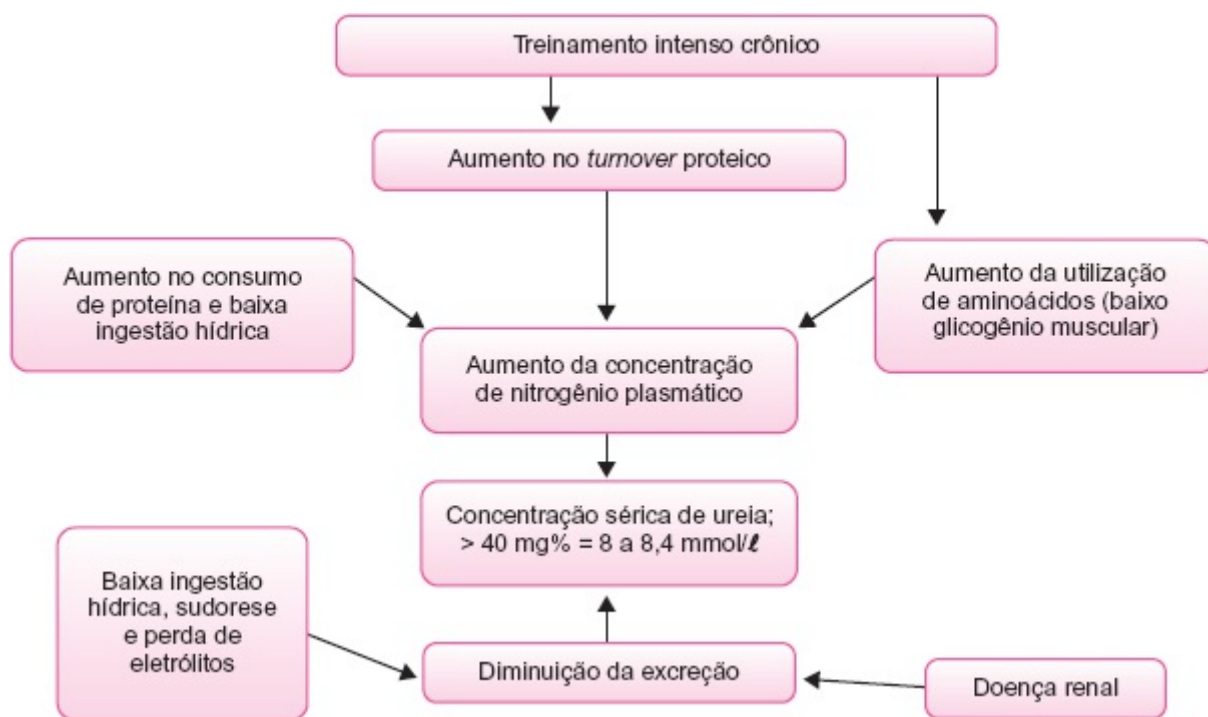 Treinamento intenso crônico
Aumento no turnover proteico
Aumento no consumo
de proteína e baixa
ingestão hídrica
Aumento da utilização
de aminoácidos (baixo
glicogênio muscular)
Aumento da concentração
de nitrogênio plasmático
Concentração sérica de ureia;
> 40 mg% = 8 a 8,4 mmol/ℓ
Baixa ingestão
hídrica, sudorese
e perda de
eletrólitos
Diminuição da excreção
Doença renal